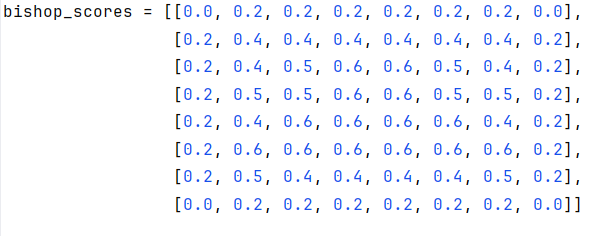 bishop_scores = [[0.0, 0.2, 0.2, 0.2, 0.2, 0.2, 0.2, 0.0],
[0.2, 0.4, 0.4, 0.4, 0.4, 0.4, 0.4, 0.2],
[0.2, 0.4, 0.5, 0.6, 0.6, 0.5, 0.4, 0.2],
[0.2, 0.5, 0.5, 0.6, 0.6, 0.5, 0.5, 0.2],
[0.2, 0.4, 0.6, 0.6, 0.6, 0.6, 0.4, 0.2],
[0.2, 0.6, 0.6, 0.6, 0.6, 0.6, 0.6, 0.2],
[0.2, 0.5, 0.4, 0.4, 0.4, 0.4, 0.5, 0.2],
[0.0, 0.2, 0.2, 0.2, 0.2, 0.2, 0.2, 0.0]]